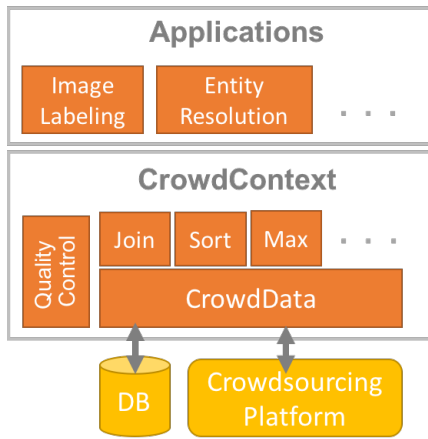 Applications
Image
Labeling
Entity
Resolution
. . .
CrowdContext
Quality
Control
Join
Sort
Max
. . .
CrowdData
DB
Crowdsourcing
Platform